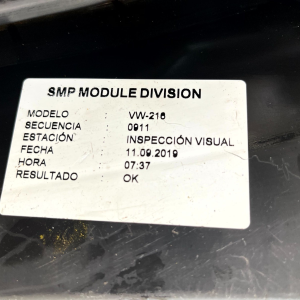 SMP MODULE DIVISION
MODELO : VW-216
SECUENCIA : 0911
ESTACIÓN : INSPECCIÓN VISUAL
FECHA : 11.09.2019
HORA : 07:37
RESULTADO : OK